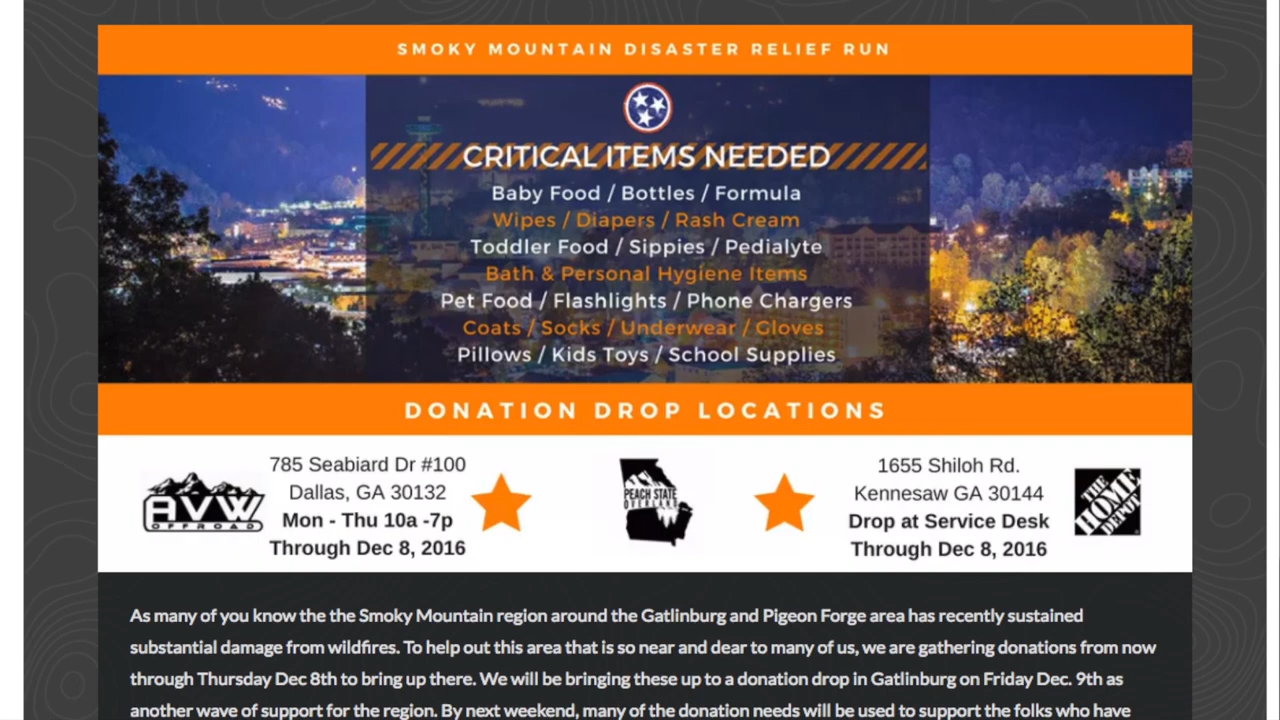 SMOKY MOUNTAIN DISASTER RELIEF RUN
CRITICAL ITEMS NEEDED
Baby Food / Bottles / Formula
Wipes / Diapers / Rash Cream
Toddler Food / Sippies / Pedialyte
Bath & Personal Hygiene Items
Pet Food / Flashlights / Phone Chargers
Coats / Socks / Underwear / Gloves
Pillows / Kids Toys / School Supplies
DONATION DROP LOCATIONS
AVW
OFFROAD
785 Seabiard Dr #100
Dallas, GA 30132
Mon - Thu 10a -7p
Through Dec 8, 2016
PEACH STATE
OVERLAND
1655 Shiloh Rd.
Kennesaw GA 30144
Drop at Service Desk
Through Dec 8, 2016
THE
HOME
DEPOT
As many of you know the the Smoky Mountain region around the Gatlinburg and Pigeon Forge area has recently sustained
substantial damage from wildfires. To help out this area that is so near and dear to many of us, we are gathering donations from now
through Thursday Dec 8th to bring up there. We will be bringing these up to a donation drop in Gatlinburg on Friday Dec. 9th as
another wave of support for the region. By next weekend, many of the donation needs will be used to support the folks who have